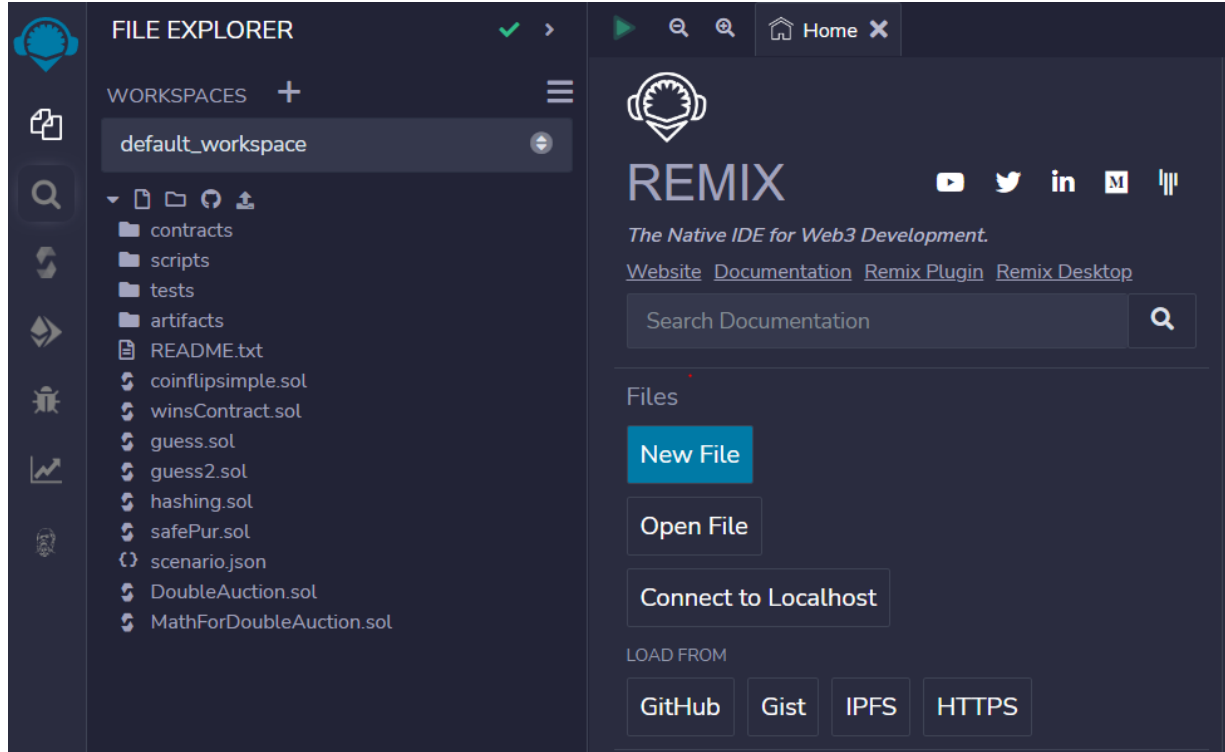 FILE EXPLORER
WORKSPACES
default_workspace
contracts
scripts
tests
artifacts
README.txt
coinflipsimple.sol
winsContract.sol
guess.sol
guess2.sol
hashing.sol
safePur.sol
scenario.json
DoubleAuction.sol
MathForDoubleAuction.sol
Home
REMIX
The Native IDE for Web3 Development.
Website Documentation Remix Plugin Remix Desktop
Search Documentation
Files
New File
Open File
Connect to Localhost
LOAD FROM
GitHub Gist IPFS HTTPS